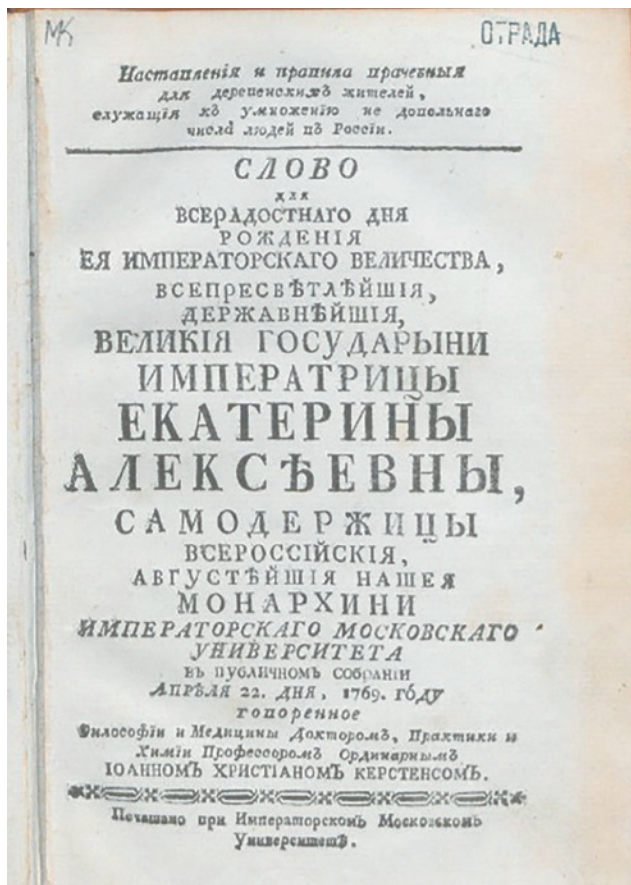 МК
ОТРАДА
Наставленія и правила врачебныя
для деревенскихъ жителей,
служащія къ умноженію не довольнаго
числа людей въ Россіи.
СЛОВО
для
ВСЕРАДОСТНАГО ДНЯ
РОЖДЕНІЯ
ЕЯ ИМПЕРАТОРСКАГО ВЕЛИЧЕСТВА,
ВСЕПРЕСВѢТЛѢЙШІЯ,
ДЕРЖАВНѢЙШІЯ,
ВЕЛИКІЯ ГОСУДАРЫНИ
ИМПЕРАТРИЦЫ
ЕКАТЕРИНЫ
АЛЕКСѢЕВНЫ,
САМОДЕРЖИЦЫ
ВСЕРОССІЙСКІЯ,
АВГУСТѢЙШІЯ НАШЕЯ
МОНАРХИНИ
ИМПЕРАТОРСКАГО МОСКОВСКАГО
УНИВЕРСИТЕТА
въ публичномъ собраніи
Апрѣля 22. дня, 1769. году
говоренное
Философіи и Медицины Докторомъ, Практики и
Химіи Профессоромъ Ординарнымъ
ІОАННОМЪ ХРИСТІАНОМЪ КЕРСТЕНСОМЪ.
Печатано при Императорскомъ Московскомъ
Университетѣ.